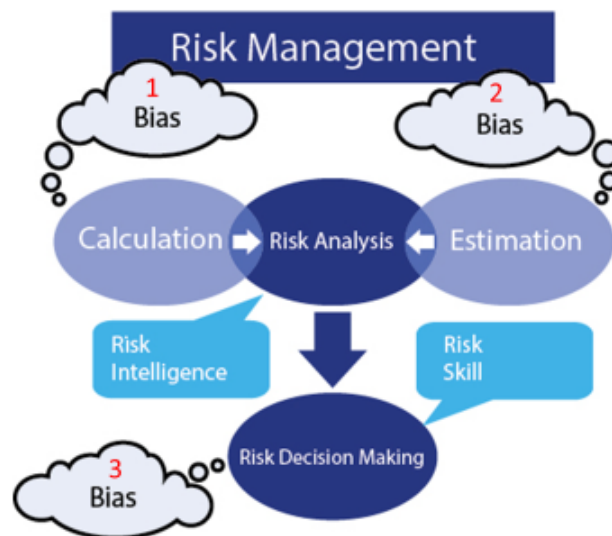 Risk Management
1
Bias
2
Bias
Calculation
Risk Analysis
Estimation
Risk
Intelligence
Risk
Skill
Risk Decision Making
3
Bias